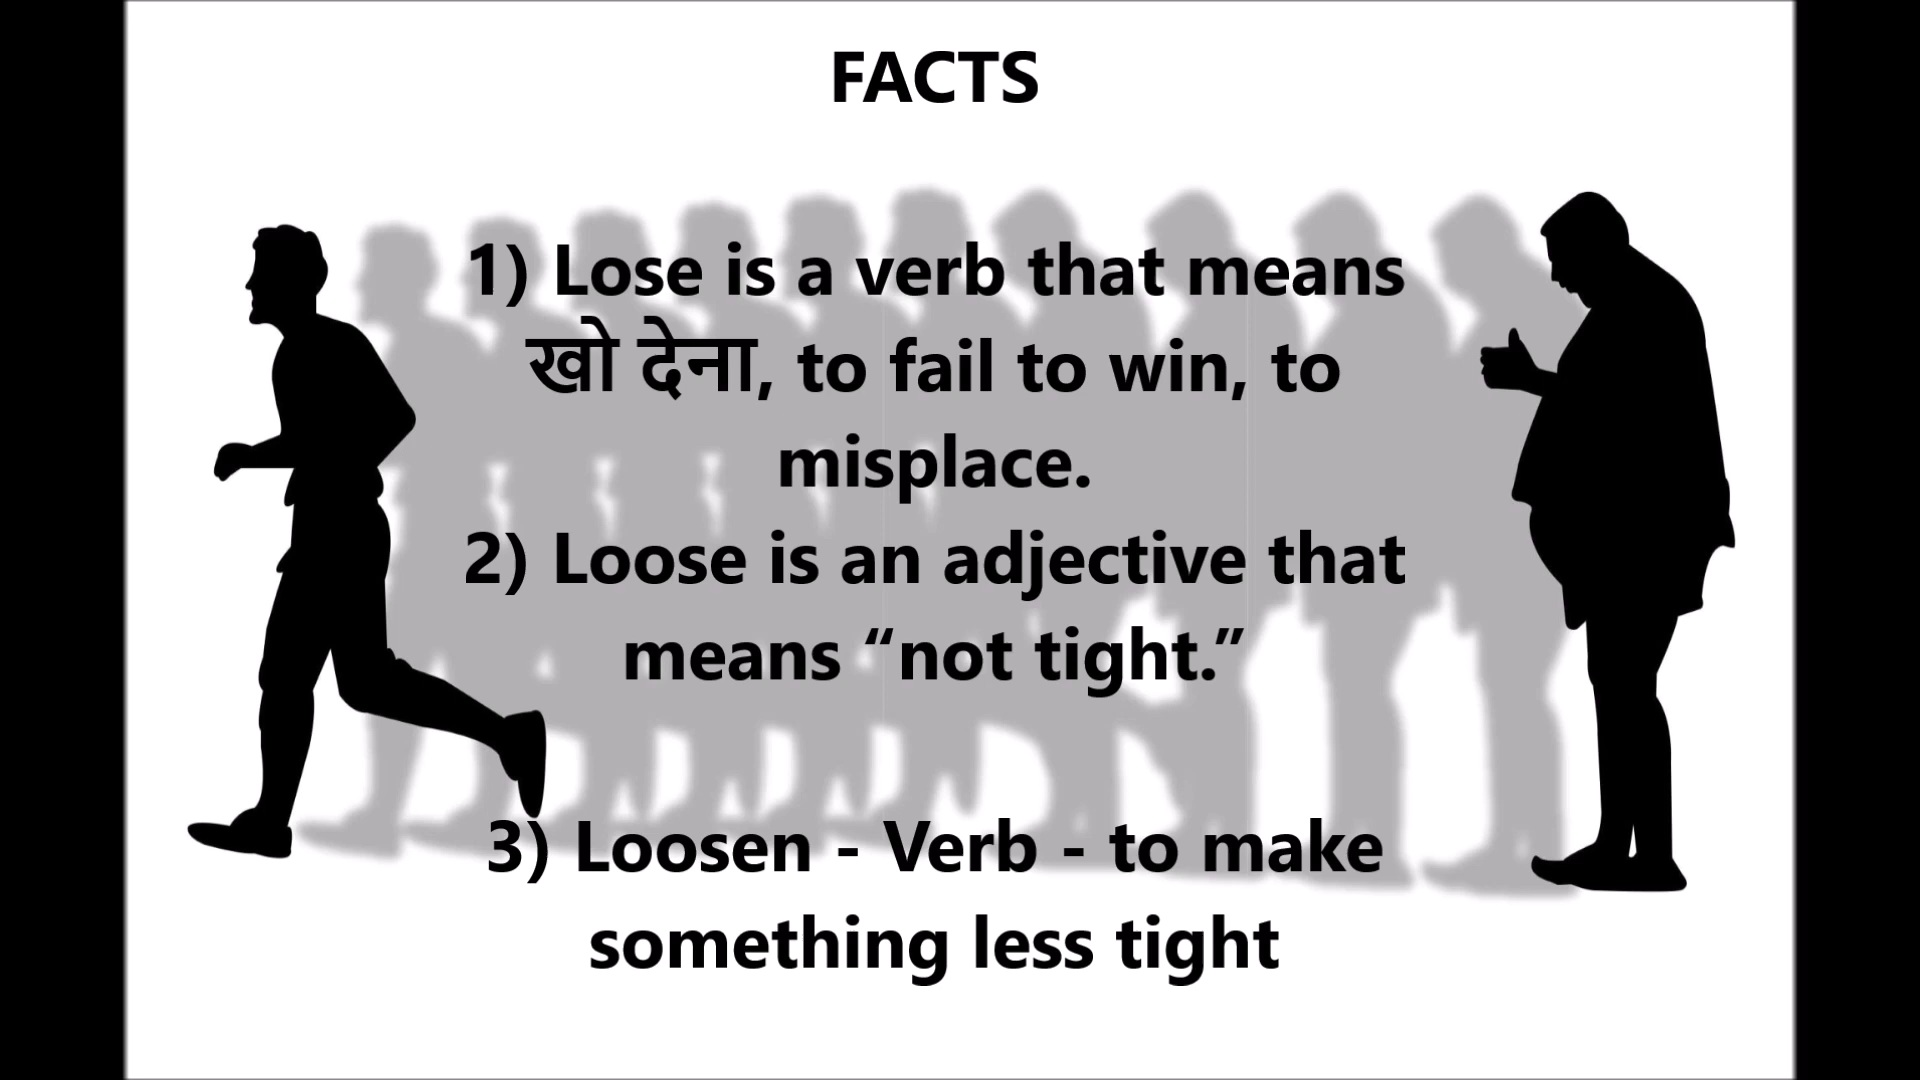 FACTS
1) Lose is a verb that means
खो देना, to fail to win, to
misplace.
2) Loose is an adjective that
means “not tight.”
3) Loosen - Verb - to make
something less tight